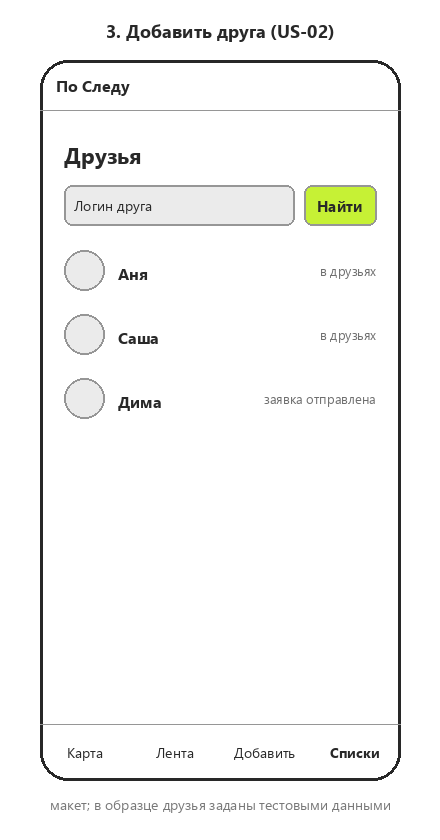 3. Добавить друга (US-02)
По Следу
Друзья
Логин друга
Найти
Аня
в друзьях
Саша
в друзьях
Дима
заявка отправлена
Карта
Лента
Добавить
Списки
макет; в образце друзья заданы тестовыми данными